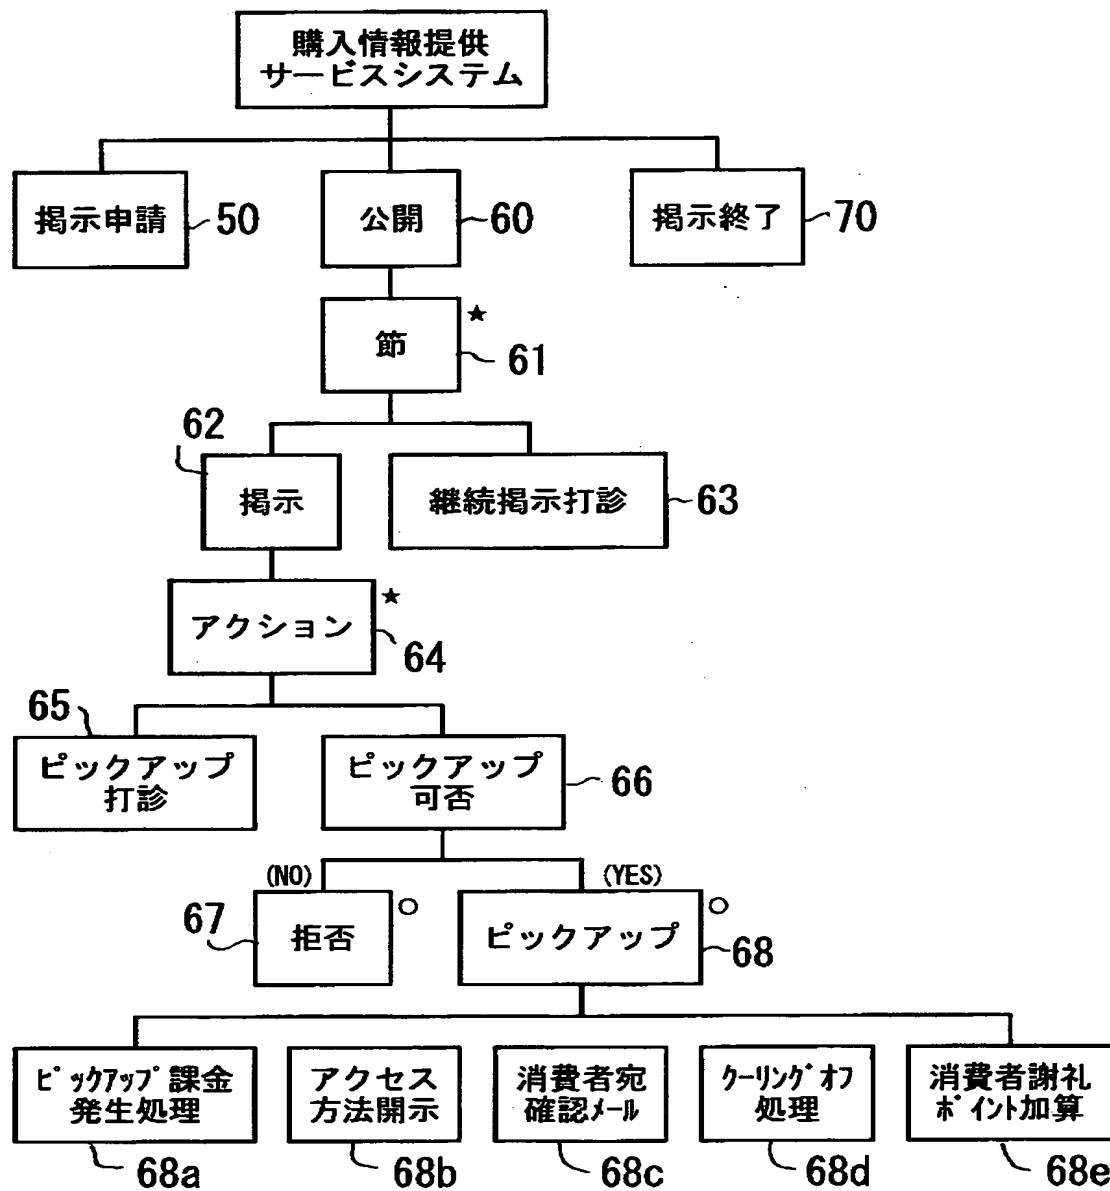 購入情報提供
サービスシステム
掲示申請
50
公開
60
掲示終了
70
節
★
61
62
掲示
継続掲示打診
63
アクション
★
64
65
ピックアップ
打診
ピックアップ
可否
66
(NO)
(YES)
67
拒否
○
ピックアップ
○
68
ピックアップ課金
発生処理
アクセス
方法開示
消費者宛
確認メール
クーリングオフ
処理
消費者謝礼
ポイント加算
68a
68b
68c
68d
68e